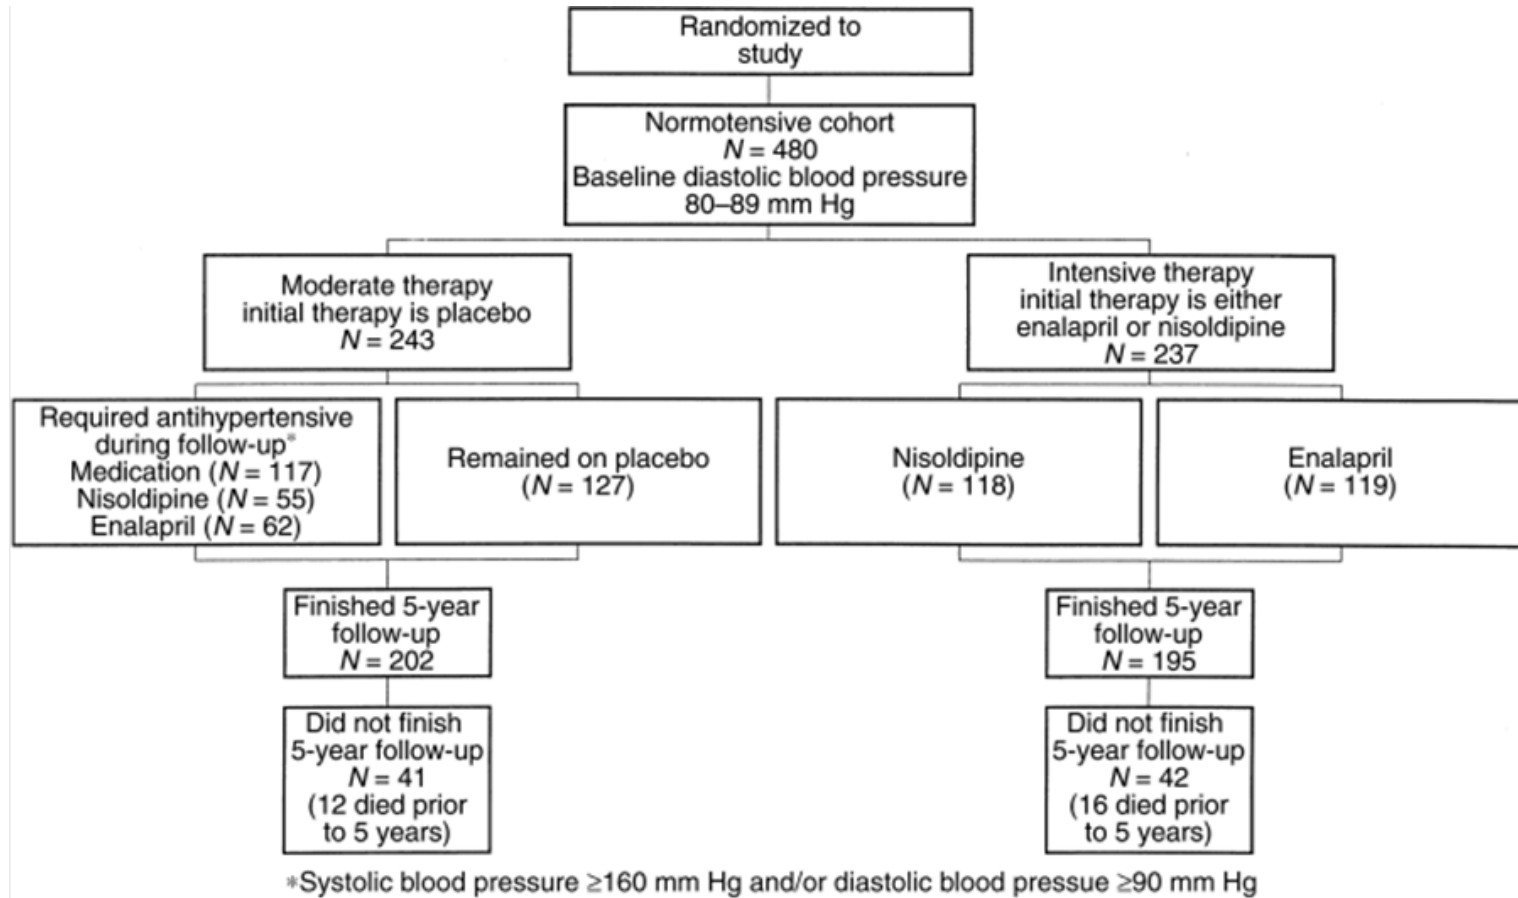 Randomized to
study
Normotensive cohort
N = 480
Baseline diastolic blood pressure
80–89 mm Hg
Moderate therapy
initial therapy is placebo
N = 243
Intensive therapy
initial therapy is either
enalapril or nisoldipine
N = 237
Required antihypertensive
during follow-up*
Medication (N = 117)
Nisoldipine (N = 55)
Enalapril (N = 62)
Remained on placebo
(N = 127)
Nisoldipine
(N = 118)
Enalapril
(N = 119)
Finished 5-year
follow-up
N = 202
Finished 5-year
follow-up
N = 195
Did not finish
5-year follow-up
N = 41
(12 died prior
to 5 years)
Did not finish
5-year follow-up
N = 42
(16 died prior
to 5 years)
*Systolic blood pressure ≥160 mm Hg and/or diastolic blood pressue ≥90 mm Hg